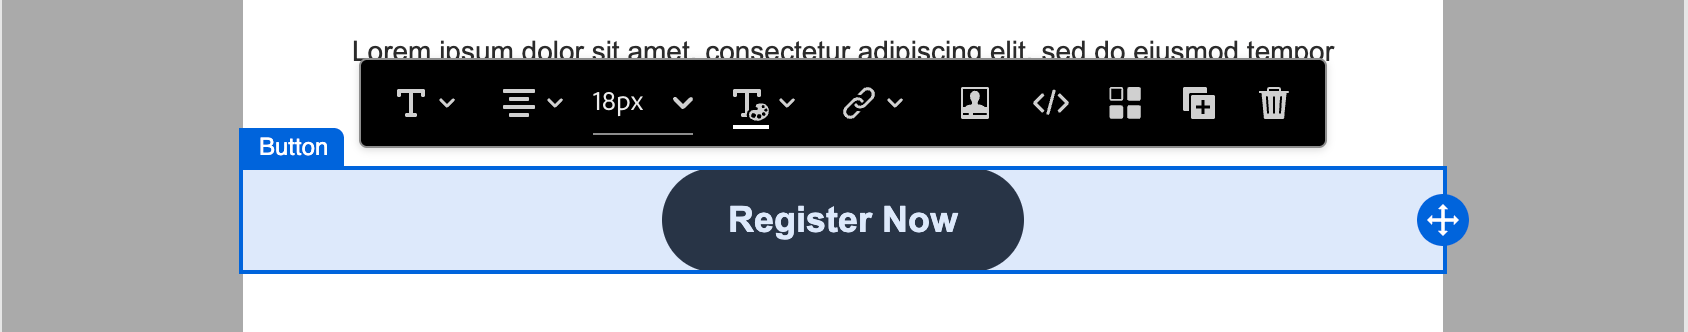 Lorem ipsum dolor sit amet, consectetur adipiscing elit, sed do eiusmod tempor
18px
Button
Register Now